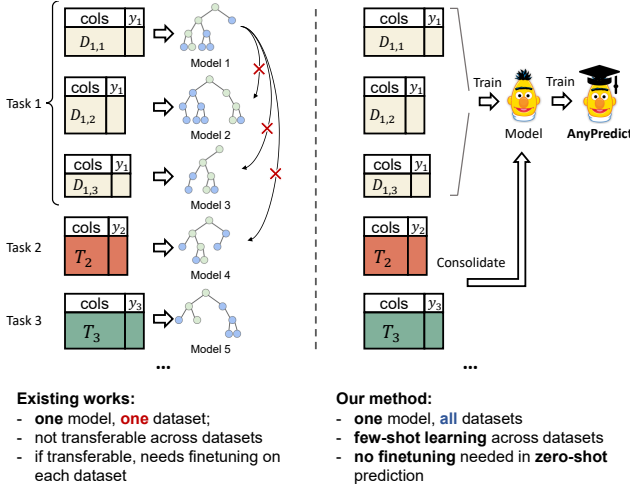 cols y₁
D₁,₁
Model 1
Task 1
cols y₁
D₁,₂
Model 2
cols y₁
D₁,₃
Model 3
Task 2
cols y₂
T₂
Model 4
Task 3
cols y₃
T₃
Model 5
...
Existing works:
- one model, one dataset;
- not transferable across datasets
- if transferable, needs finetuning on
each dataset
cols y₁
D₁,₁
cols y₁
D₁,₂
cols y₁
D₁,₃
Train
Model
Train
AnyPredict
cols y₂
T₂
Consolidate
cols y₃
T₃
...
Our method:
- one model, all datasets
- few-shot learning across datasets
- no finetuning needed in zero-shot
prediction